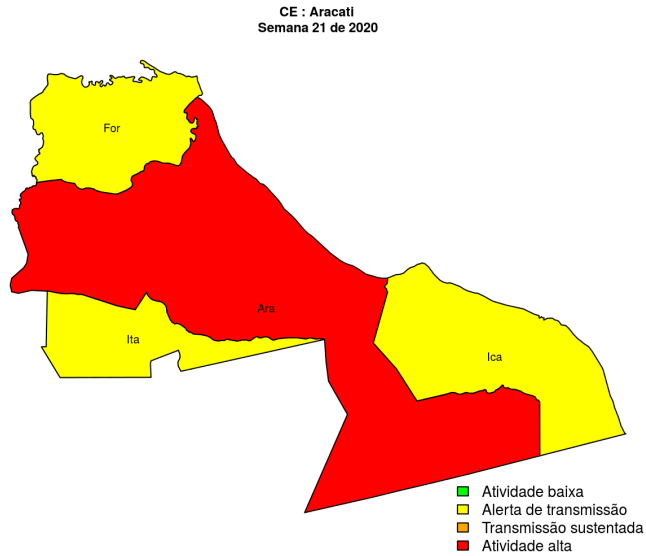 CE : Aracati
Semana 21 de 2020
For
Ara
Ita
Ica
Atividade baixa
Alerta de transmissão
Transmissão sustentada
Atividade alta